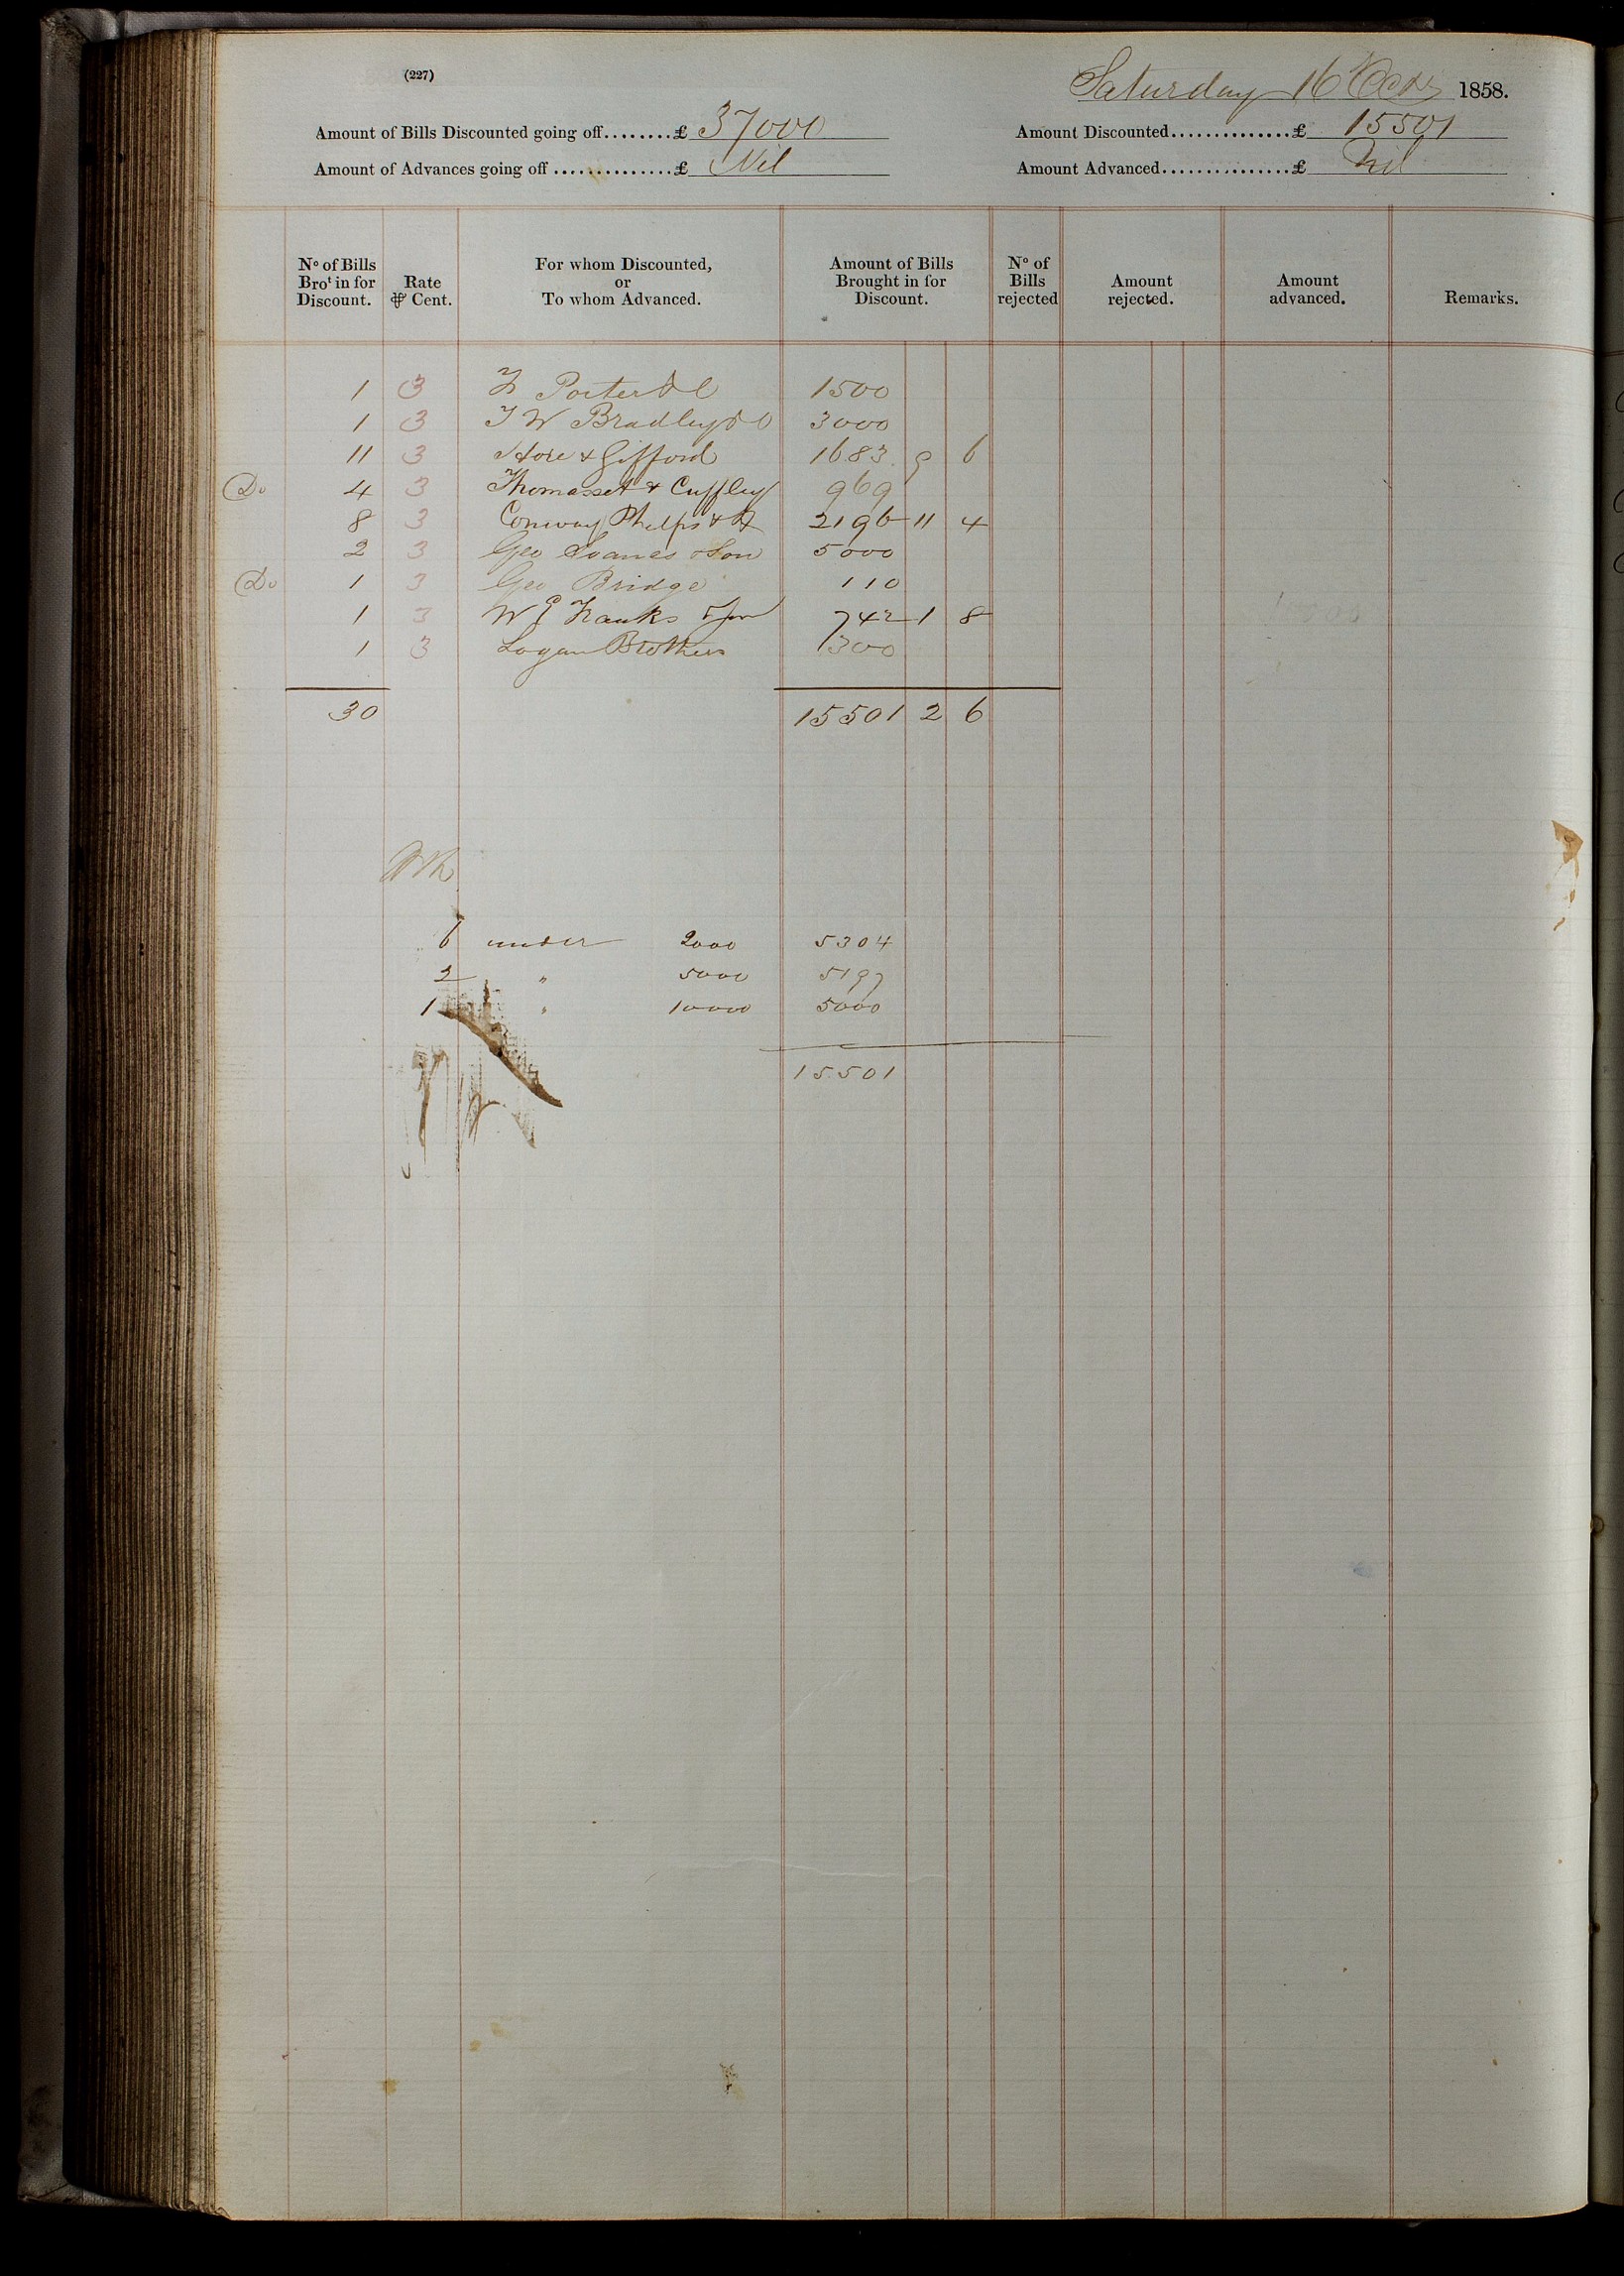 (227)
Saturday 16 Octr 1858.
Amount of Bills Discounted going off........£ 37000
Amount Discounted..............£ 15501
Amount of Advances going off ..............£ Nil
Amount Advanced...............£ Nil
No of Bills Brot in for Discount.
Rate ⅌ Cent.
For whom Discounted, or To whom Advanced.
Amount of Bills Brought in for Discount.
No of Bills rejected
Amount rejected.
Amount advanced.
Remarks.
1 3 Porter & C 1500
1 3 T W Bradley & C 3000
11 3 Hore & Gifford 1683 9 6
Do 4 3 Thomasset & Cuffley 969
8 3 Conway Phelps & 2196 11 4
2 3 Geo Soanes & Son 5000
Do 1 3 Geo Bridge 110
1 3 W E Franks & Son 742 1 8
1 3 Logan Brothers 300
30 15501 2 6
6 under 2000 5304
2 " 5000 5197
1 " 10000 5000
15501